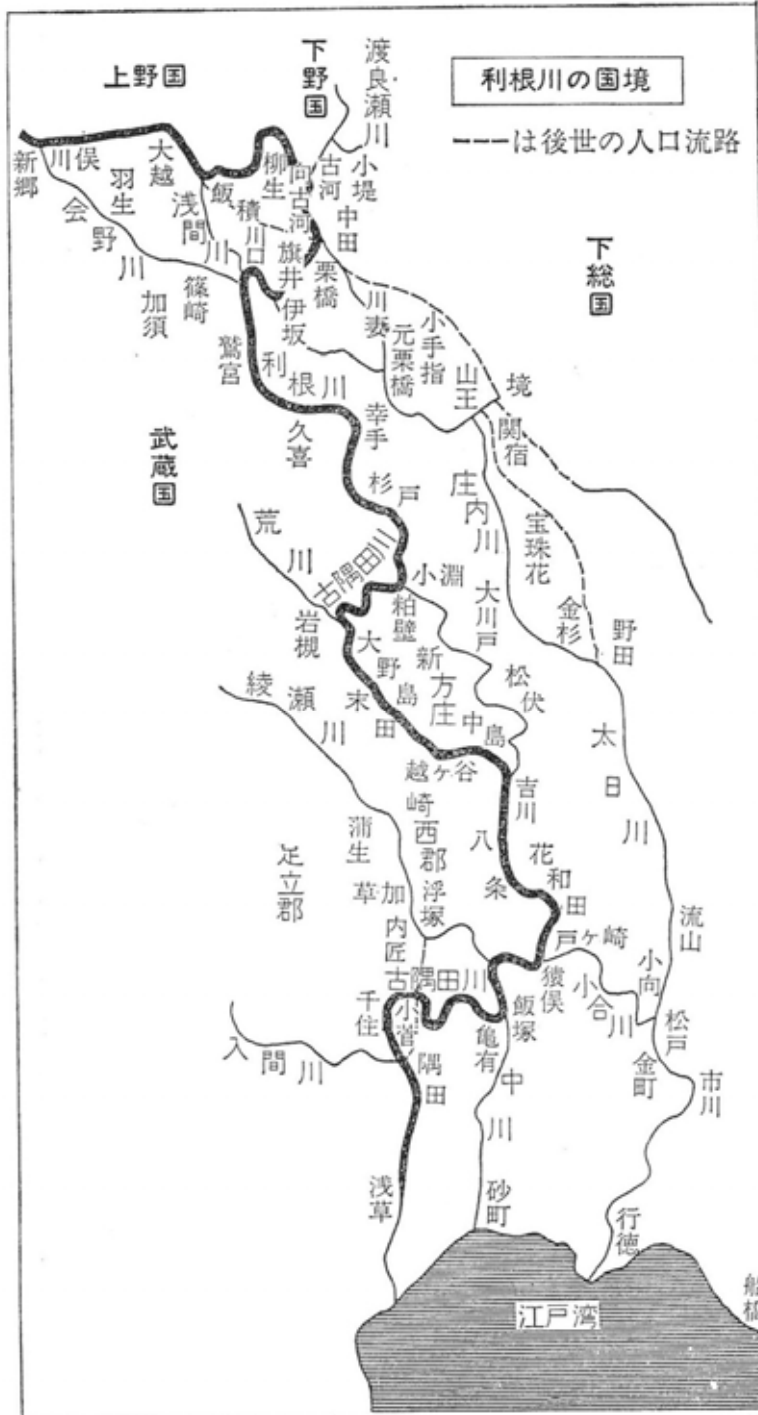 利根川の国境
---は後世の人口流路
上野国
下野国
渡良瀬川
下総国
武蔵国
足立郡
新郷
川俣
羽生
大越
会野川
加須
篠崎
浅間川
飯積
川口
柳生
向古河
古河
小堤
中田
旗井
伊坂
栗橋
川妻
元栗橋
小手指
山王
境
関宿
鷲宮
利根川
久喜
幸手
杉戸
庄内川
宝珠花
金杉
野田
荒川
古隅田川
小淵
粕壁
大川戸
岩槻
大野島
末田
新方庄
中島
松伏
太日川
綾瀬川
越ヶ谷
吉川
崎西郡
八条
花和田
蒲生
草加
浮塚
内匠
戸ヶ崎
流山
小向
古隅田川
猿俣
小合川
松戸
千住
小菅
飯塚
亀有
金町
市川
入間川
隅田
中川
浅草
砂町
行徳
船橋
江戸湾